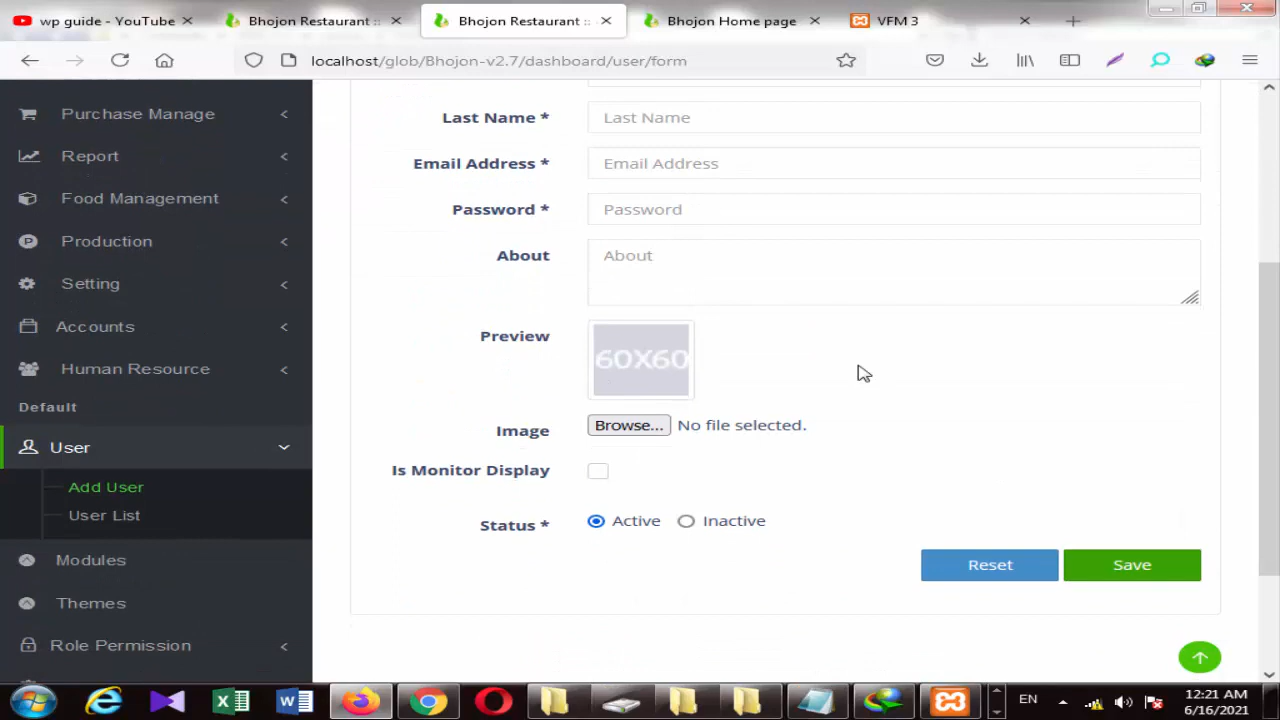 wp guide - YouTube
Bhojon Restaurant ::
Bhojon Restaurant ::
Bhojon Home page
VFM 3
localhost/glob/Bhojon-v2.7/dashboard/user/form
Purchase Manage
Report
Food Management
Production
Setting
Accounts
Human Resource
Default
User
Add User
User List
Modules
Themes
Role Permission
Last Name *
Last Name
Email Address *
Email Address
Password *
Password
About
About
Preview
60X60
Image
Browse...
No file selected.
Is Monitor Display
Status *
Active
Inactive
Reset
Save
EN
12:21 AM
6/16/2021